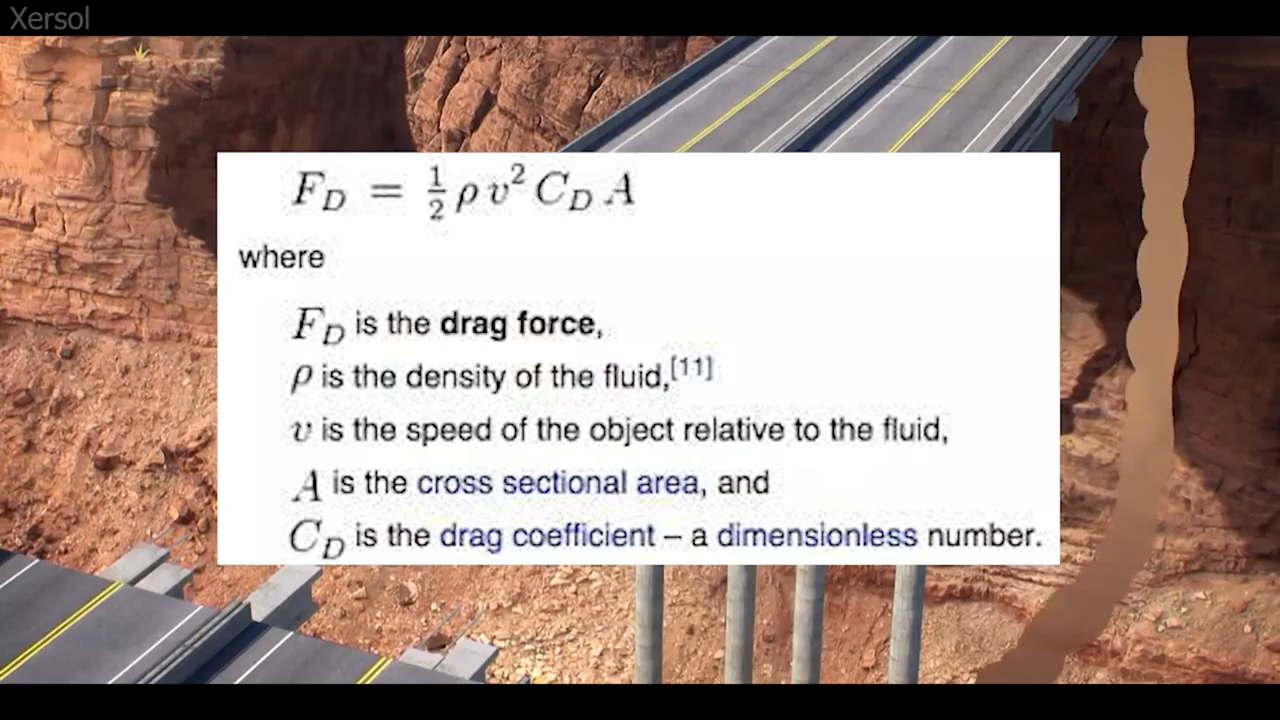 Xersol
F_D = \frac{1}{2} ρ v² C_D A
where
F_D is the drag force,
ρ is the density of the fluid,[11]
v is the speed of the object relative to the fluid,
A is the cross sectional area, and
C_D is the drag coefficient – a dimensionless number.